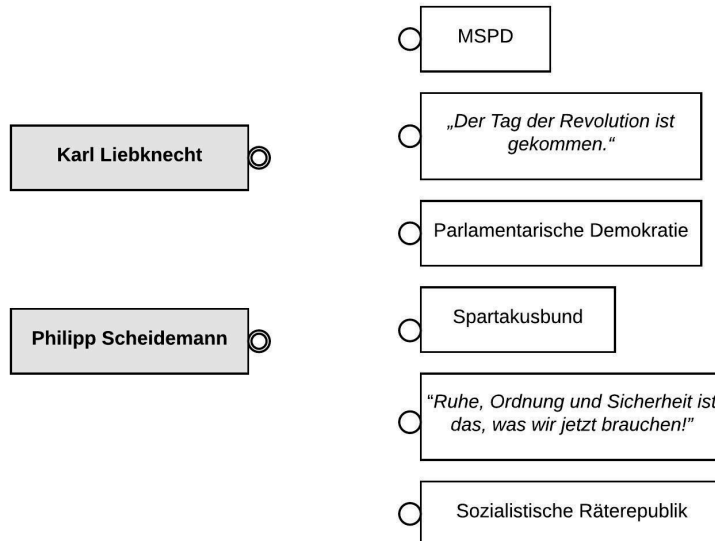 MSPD
„Der Tag der Revolution ist
gekommen.“
Karl Liebknecht
Parlamentarische Demokratie
Spartakusbund
Philipp Scheidemann
“Ruhe, Ordnung und Sicherheit ist
das, was wir jetzt brauchen!”
Sozialistische Räterepublik